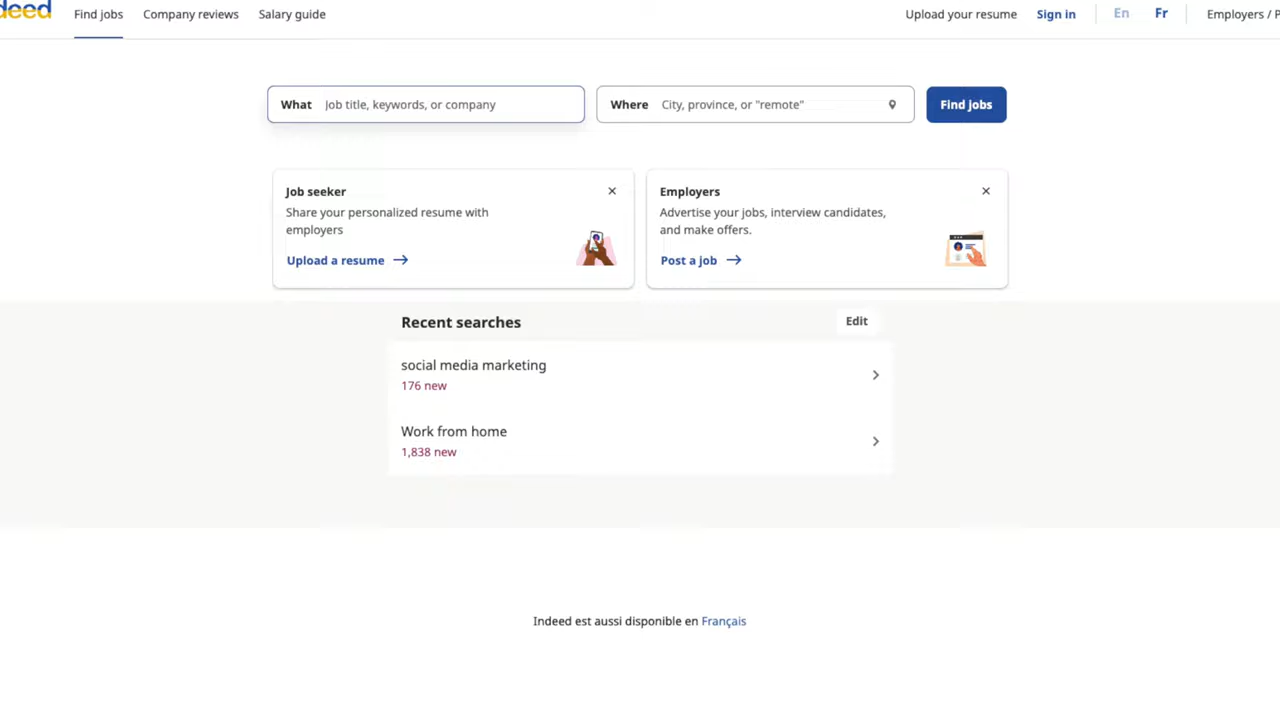 deed
Find jobs
Company reviews
Salary guide
Upload your resume
Sign in
En
Fr
Employers / P
What
Job title, keywords, or company
Where
City, province, or "remote"
Find jobs
Job seeker
Share your personalized resume with
employers
Upload a resume
Employers
Advertise your jobs, interview candidates,
and make offers.
Post a job
Recent searches
Edit
social media marketing
176 new
Work from home
1,838 new
Indeed est aussi disponible en Français